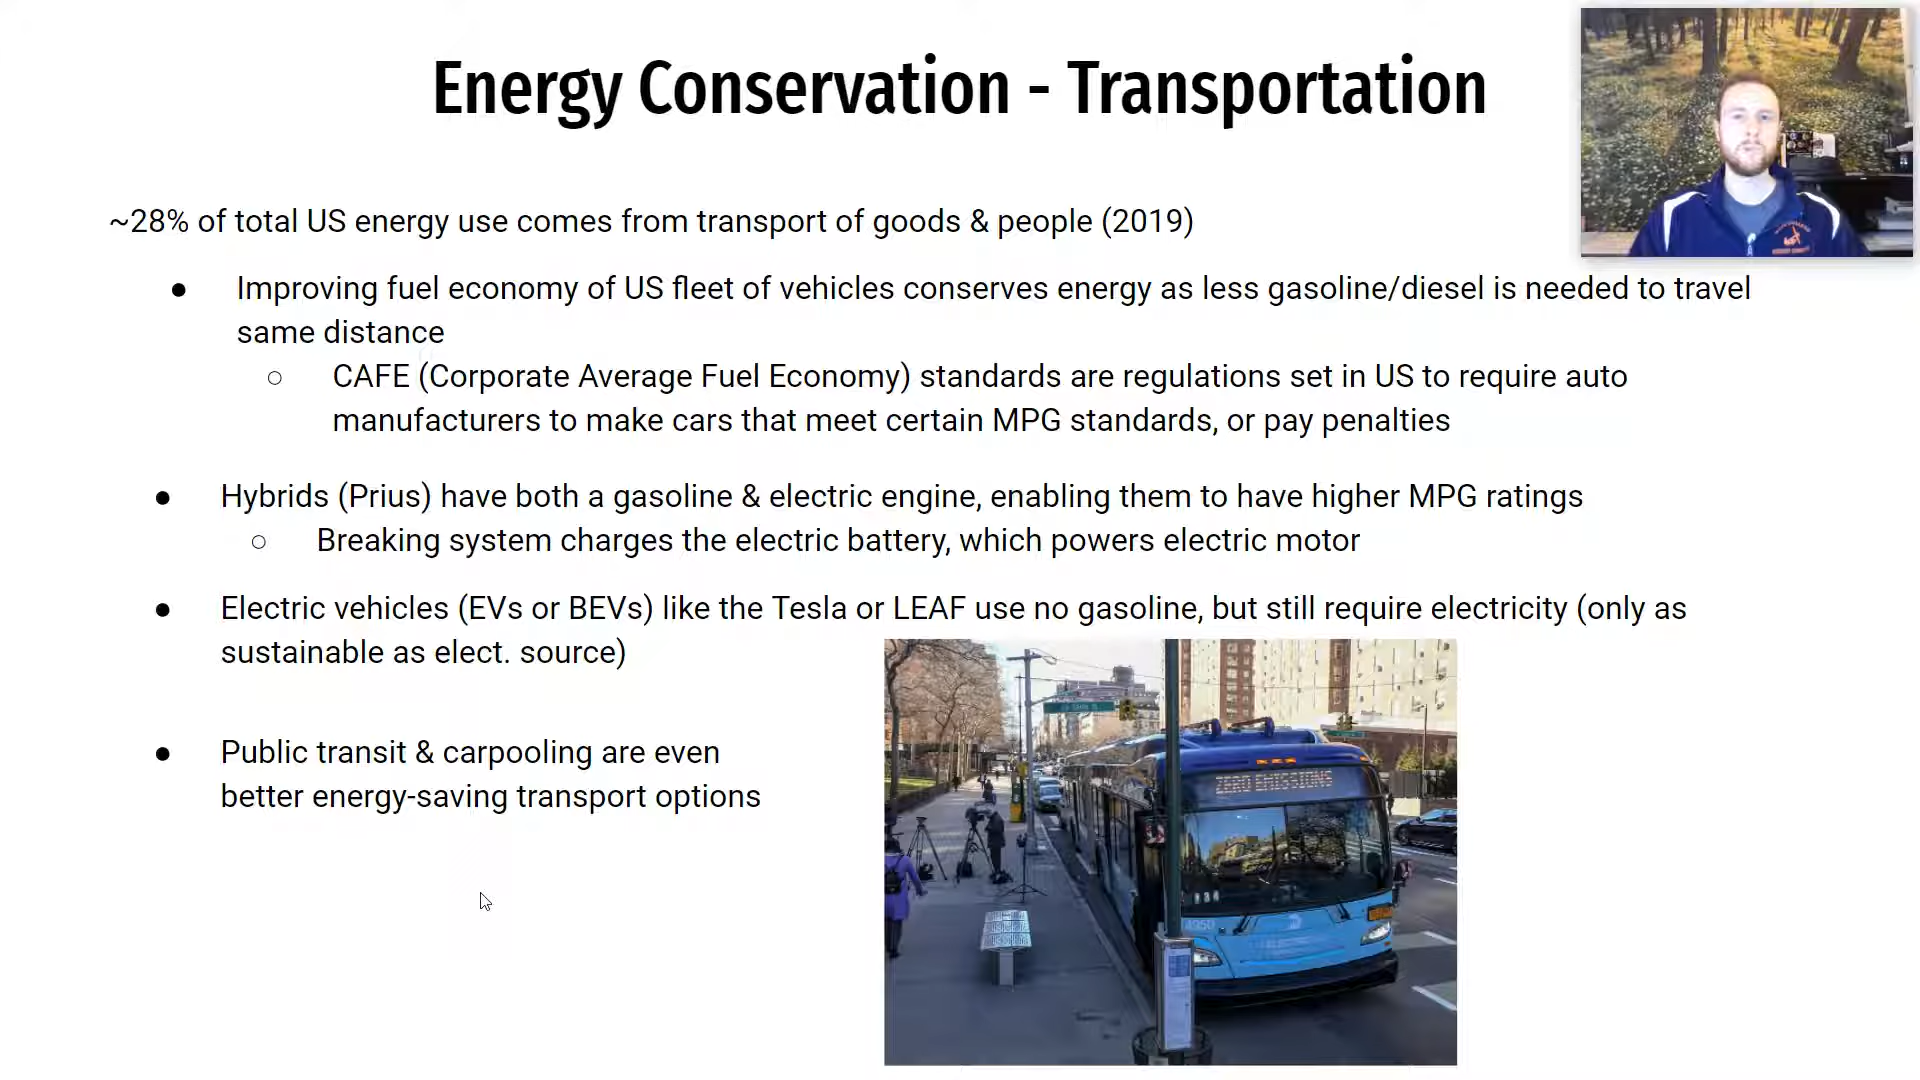 Energy Conservation - Transportation
~28% of total US energy use comes from transport of goods & people (2019)
● Improving fuel economy of US fleet of vehicles conserves energy as less gasoline/diesel is needed to travel
same distance
○ CAFE (Corporate Average Fuel Economy) standards are regulations set in US to require auto
manufacturers to make cars that meet certain MPG standards, or pay penalties
● Hybrids (Prius) have both a gasoline & electric engine, enabling them to have higher MPG ratings
○ Breaking system charges the electric battery, which powers electric motor
● Electric vehicles (EVs or BEVs) like the Tesla or LEAF use no gasoline, but still require electricity (only as
sustainable as elect. source)
● Public transit & carpooling are even
better energy-saving transport options
ZERO EMISSIONS
4950